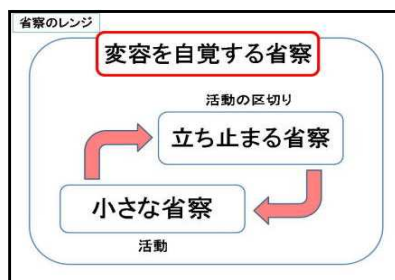 省察のレンジ
変容を自覚する省察
活動の区切り
立ち止まる省察
小さな省察
活動